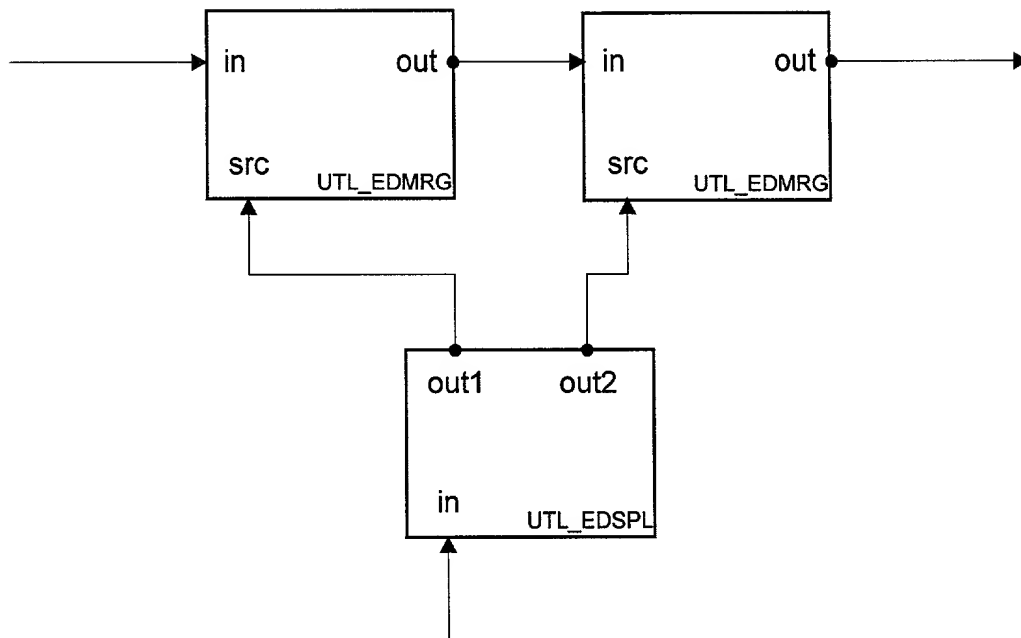 in out
src
UTL_EDMRG
in out
src
UTL_EDMRG
out1 out2
in
UTL_EDSPL